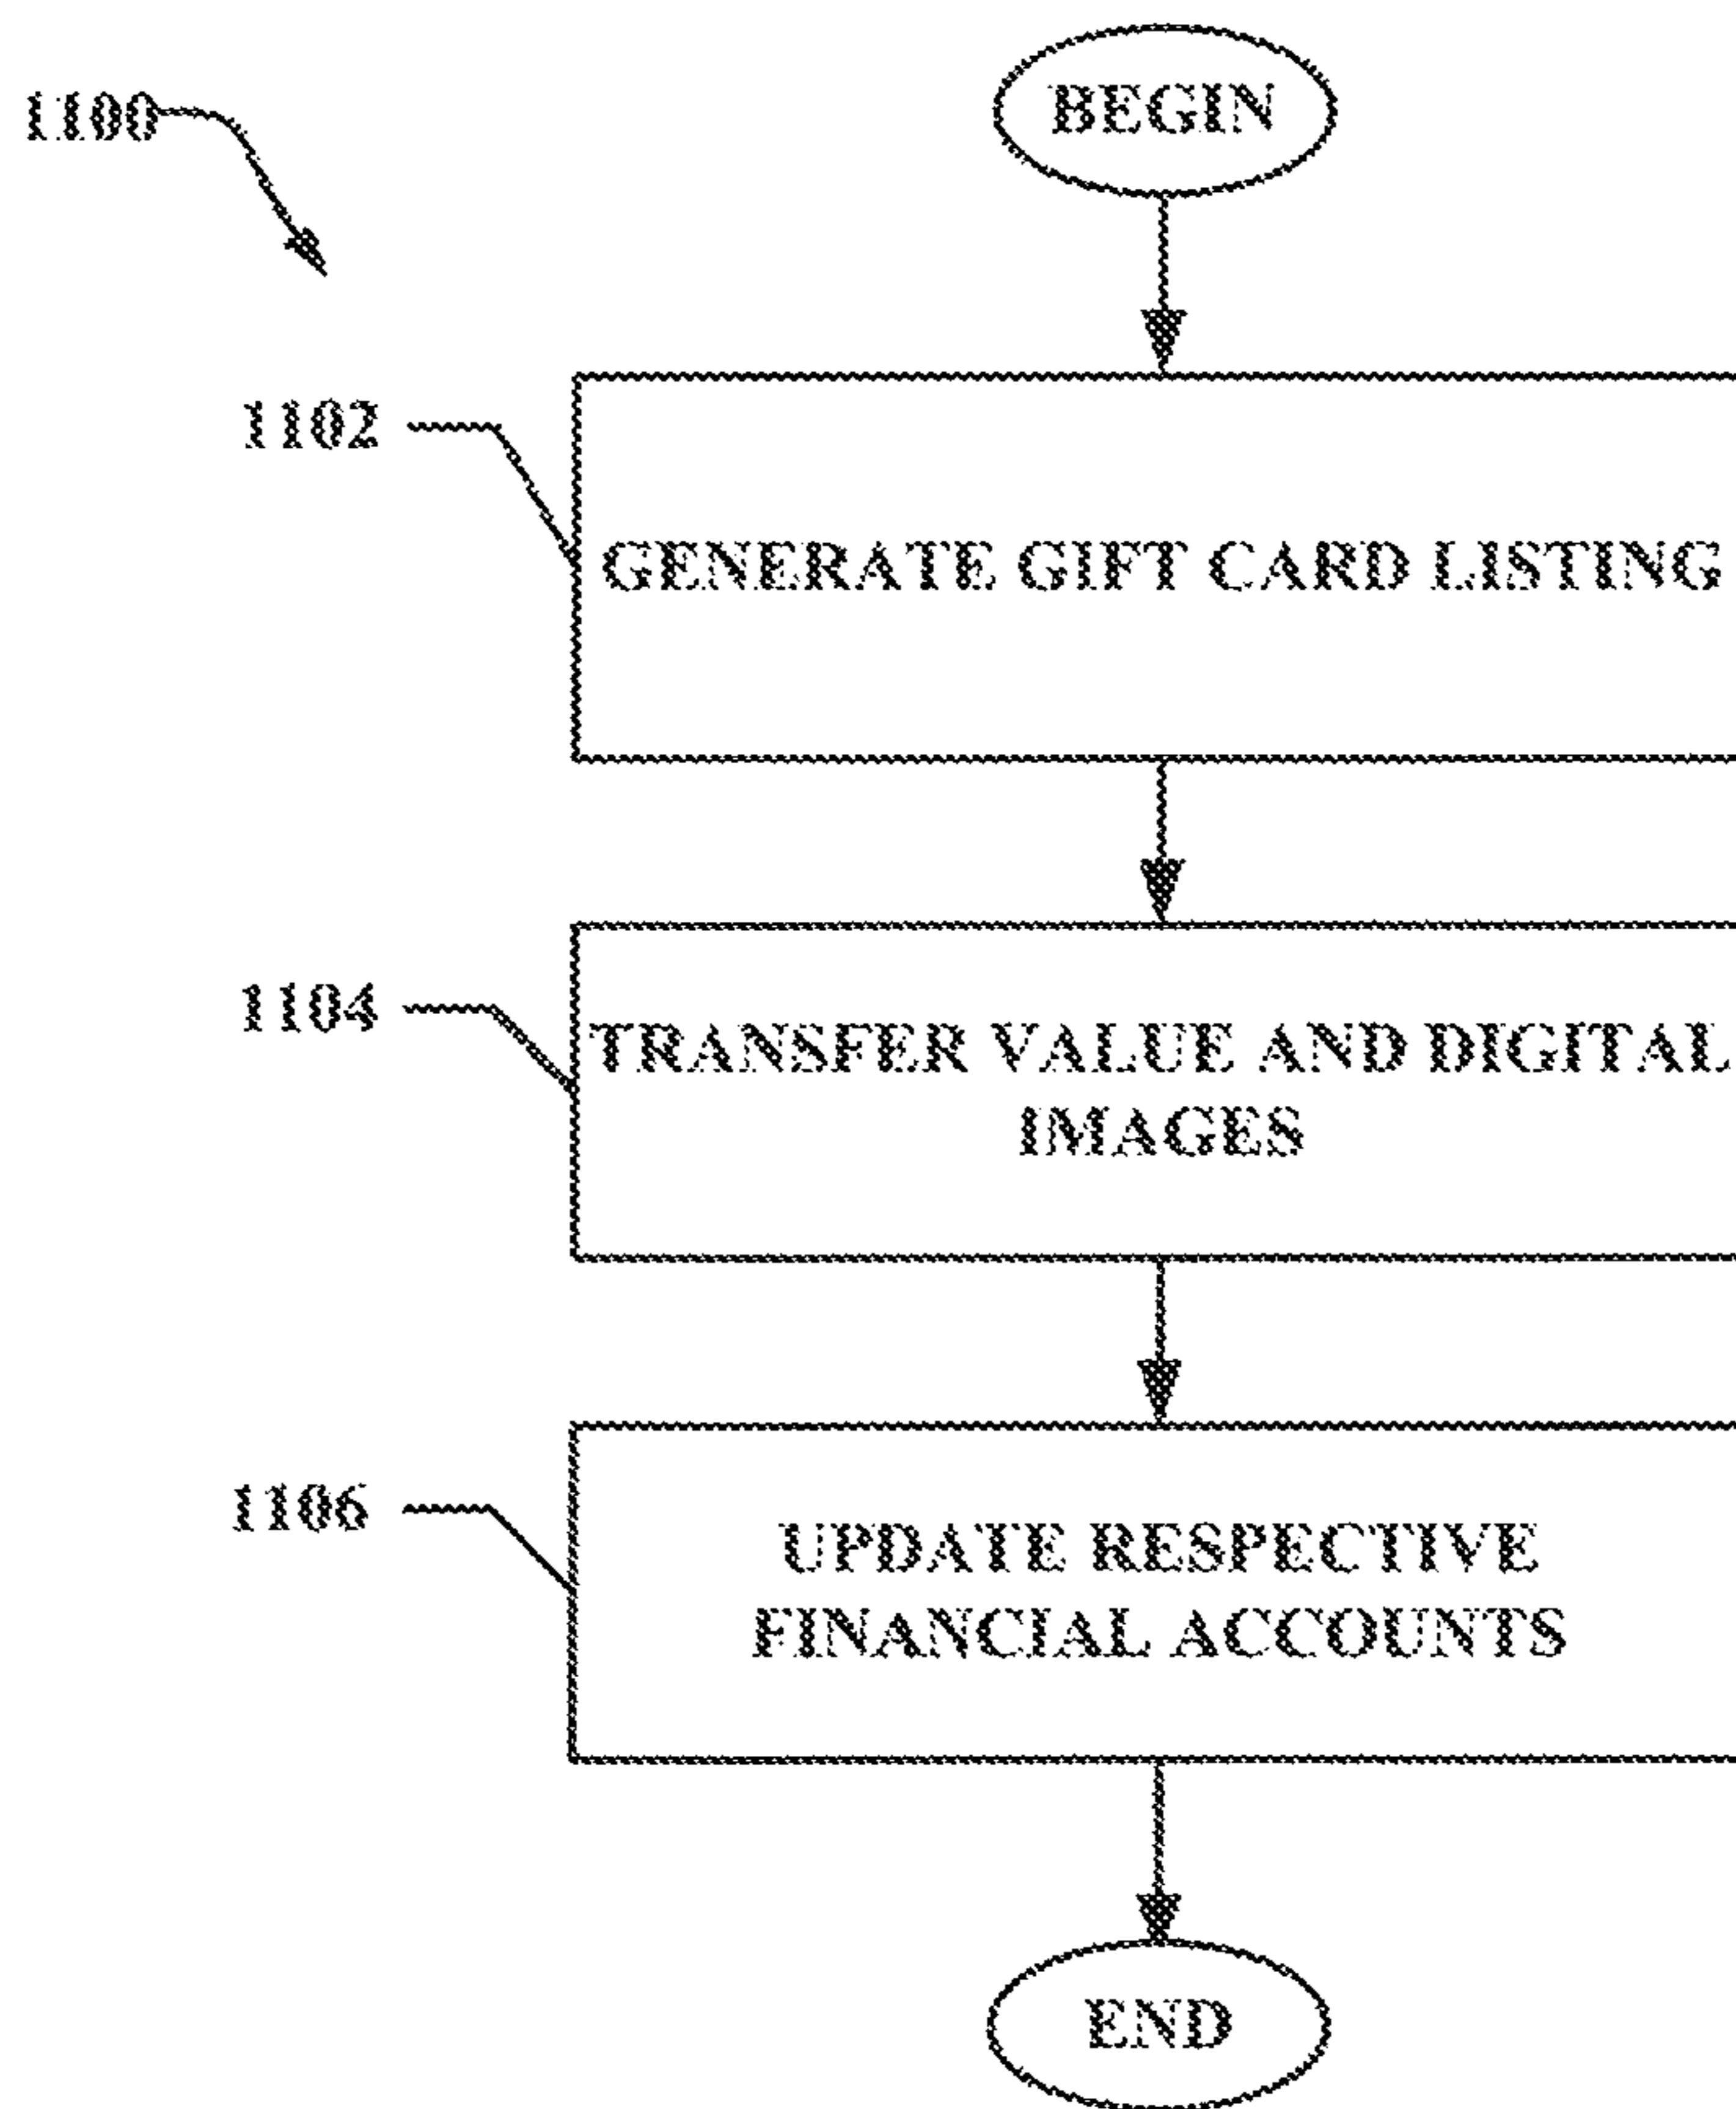 1100
BEGIN
1102
GENERATE GIFT CARD LISTING
1104
TRANSFER VALUE AND DIGITAL
IMAGES
1106
UPDATE RESPECTIVE
FINANCIAL ACCOUNTS
END